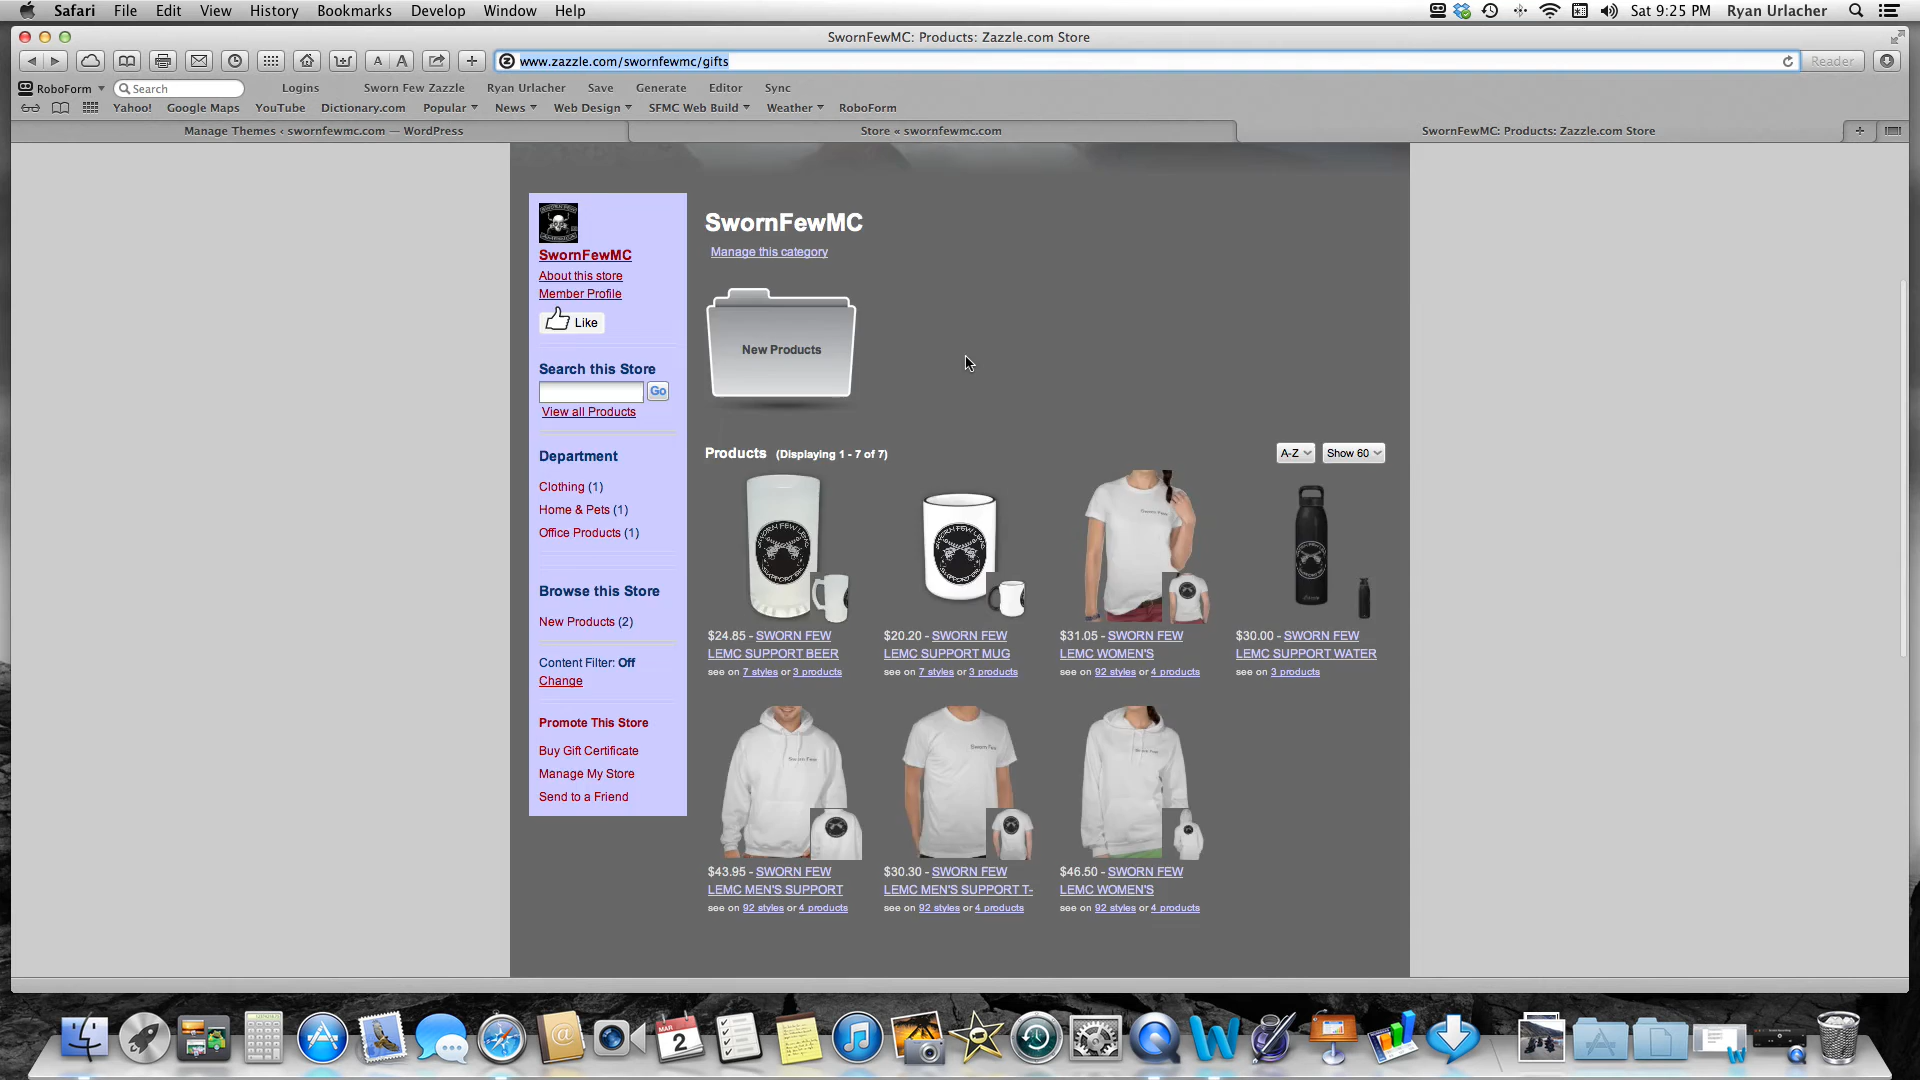 Safari File Edit View History Bookmarks Develop Window Help
Sat 9:25 PM Ryan Urlacher
SwornFewMC: Products: Zazzle.com Store
www.zazzle.com/swornfewmc/gifts
Reader
RoboForm Search Logins Sworn Few Zazzle Ryan Urlacher Save Generate Editor Sync
Yahoo! Google Maps YouTube Dictionary.com Popular News Web Design SFMC Web Build Weather RoboForm
Manage Themes ‹ swornfewmc.com — WordPress
Store « swornfewmc.com
SwornFewMC: Products: Zazzle.com Store
SwornFewMC
About this store
Member Profile
Like
Search this Store
Go
View all Products
Department
Clothing (1)
Home & Pets (1)
Office Products (1)
Browse this Store
New Products (2)
Content Filter: Off
Change
Promote This Store
Buy Gift Certificate
Manage My Store
Send to a Friend
SwornFewMC
Manage this category
New Products
Products (Displaying 1 - 7 of 7)
A-Z
Show 60
$24.85 - SWORN FEW
LEMC SUPPORT BEER
see on 7 styles or 3 products
$20.20 - SWORN FEW
LEMC SUPPORT MUG
see on 7 styles or 3 products
$31.05 - SWORN FEW
LEMC WOMEN'S
see on 92 styles or 4 products
$30.00 - SWORN FEW
LEMC SUPPORT WATER
see on 3 products
$43.95 - SWORN FEW
LEMC MEN'S SUPPORT
see on 92 styles or 4 products
$30.30 - SWORN FEW
LEMC MEN'S SUPPORT T-
see on 92 styles or 4 products
$46.50 - SWORN FEW
LEMC WOMEN'S
see on 92 styles or 4 products
MAR
2